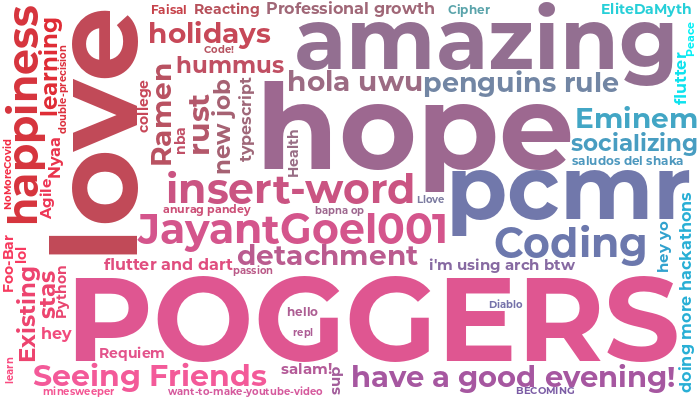 Faisal
Reacting
Professional growth
Cipher
EliteDaMyth
happiness
learning
double-precision
love
holidays
Code!
amazing
peace
flutter
hummus
hola uwu
penguins rule
college
Ramen
nba
rust
new job
typescript
Health
hope
Eminem
socializing
saludos del shaka
NoMoreCovid
Agile
Nyaa
insert-word
Llove
pcmr
anurag pandey
bapna op
JayantGoel001
Coding
hey yo
doing more hackathons
Foo-Bar
lol
detachment
flutter and dart
passion
i'm using arch btw
Existing
stas
Python
POGGERS
hello
repl
Diablo
hey
Requiem
learn
Seeing Friends
salam!
sup
have a good evening!
minesweeper
want-to-make-youtube-video
BECOMING